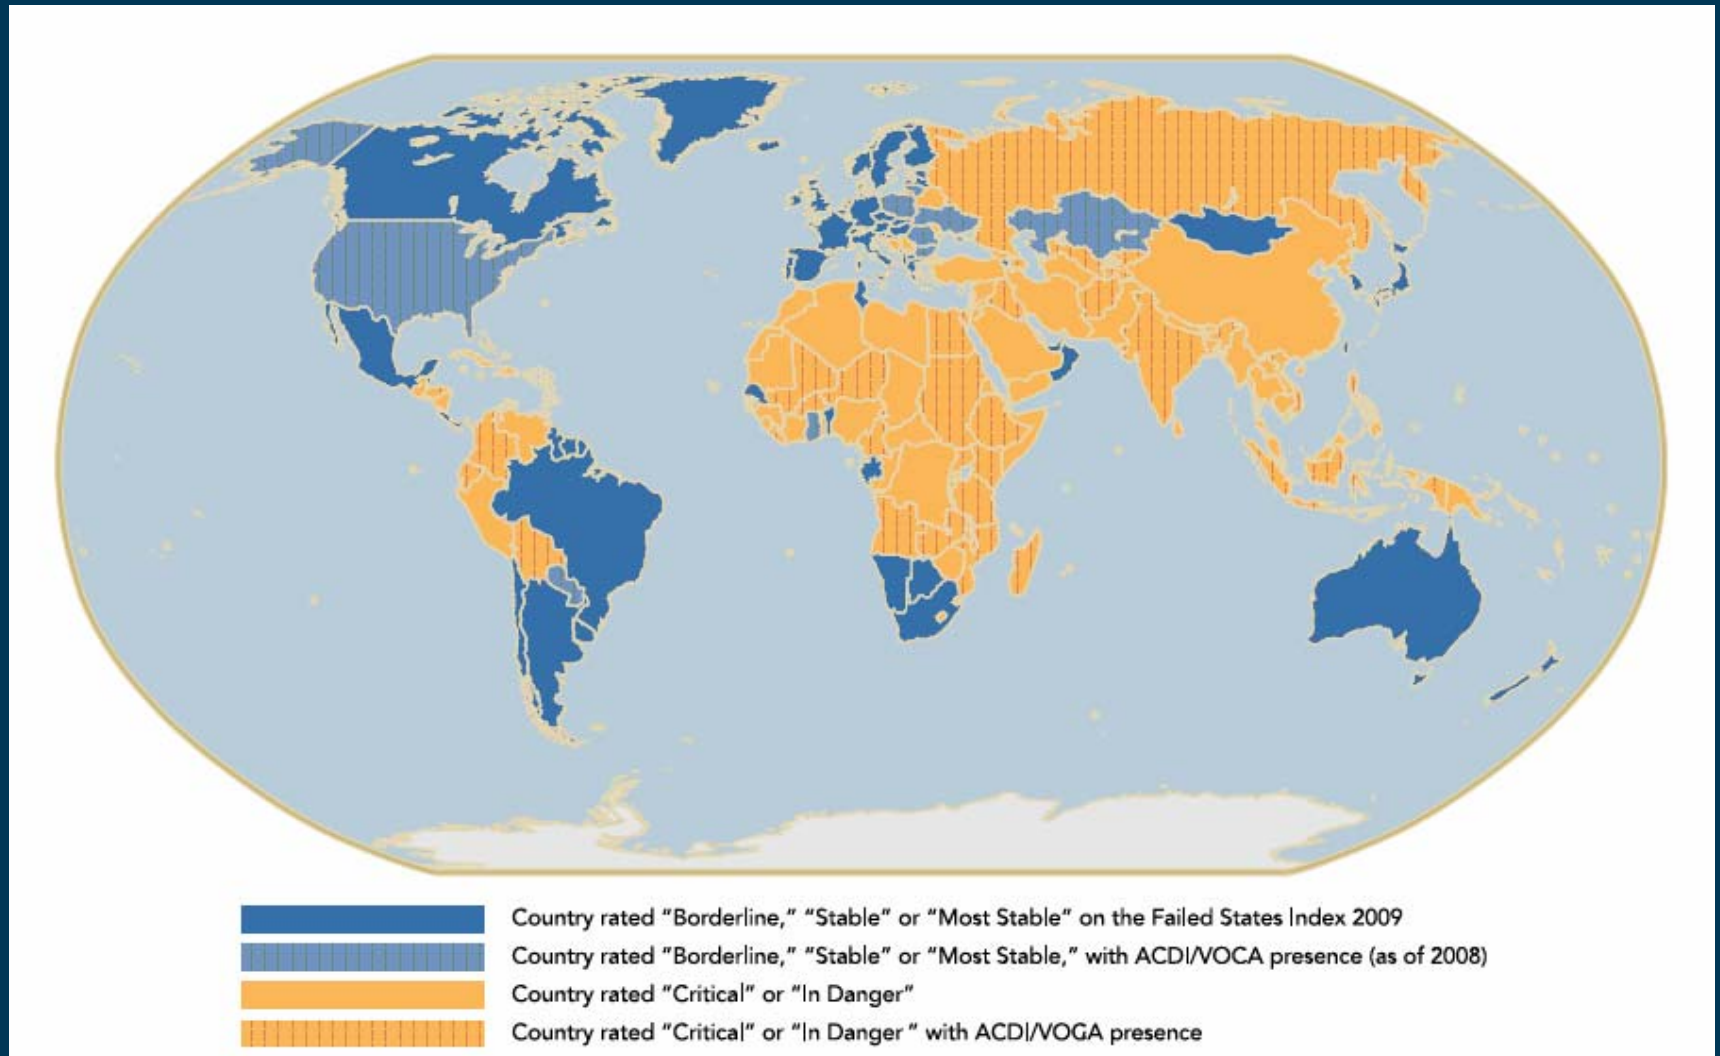 Country rated “Borderline,” “Stable” or “Most Stable” on the Failed States Index 2009
Country rated “Borderline,” “Stable” or “Most Stable,” with ACDI/VOCA presence (as of 2008)
Country rated “Critical” or “In Danger”
Country rated “Critical” or “In Danger ” with ACDI/VOGA presence